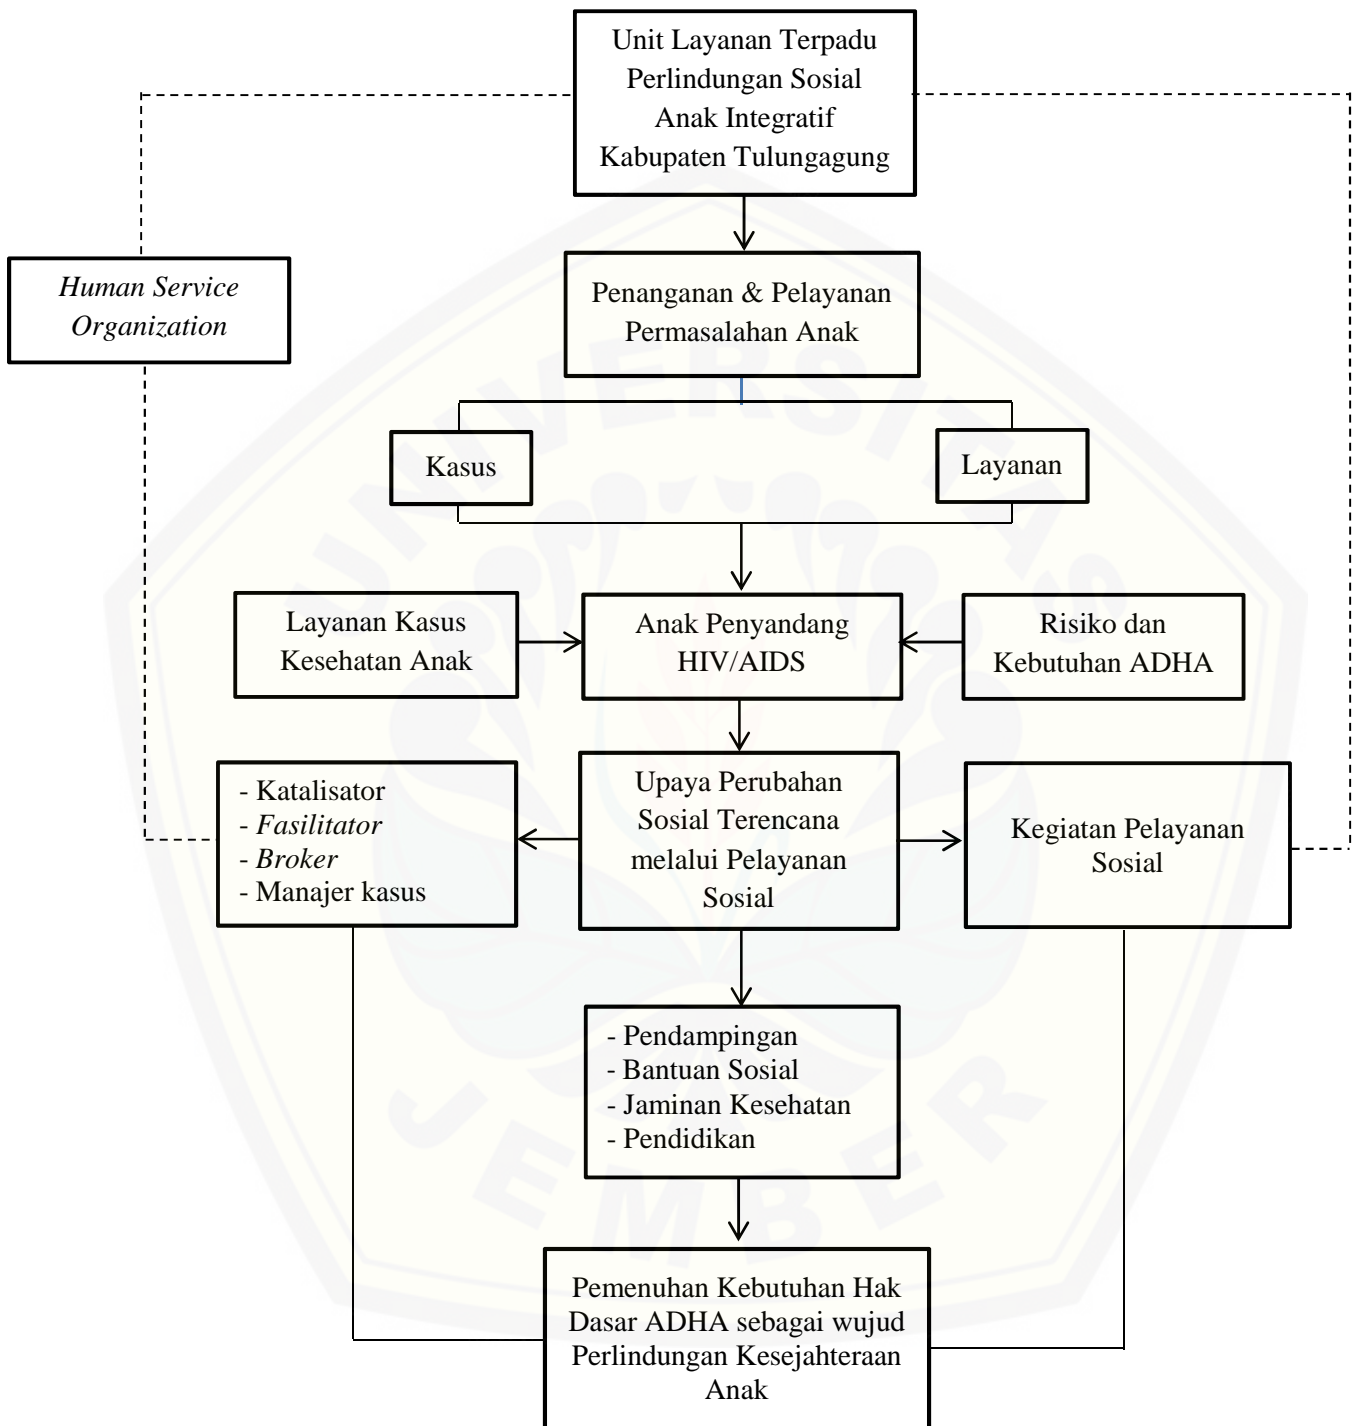 Unit Layanan Terpadu
Perlindungan Sosial
Anak Integratif
Kabupaten Tulungagung
Human Service
Organization
Penanganan & Pelayanan
Permasalahan Anak
Kasus
Layanan
Layanan Kasus
Kesehatan Anak
Anak Penyandang
HIV/AIDS
Risiko dan
Kebutuhan ADHA
- Katalisator
- Fasilitator
- Broker
- Manajer kasus
Upaya Perubahan
Sosial Terencana
melalui Pelayanan
Sosial
Kegiatan Pelayanan
Sosial
- Pendampingan
- Bantuan Sosial
- Jaminan Kesehatan
- Pendidikan
Pemenuhan Kebutuhan Hak
Dasar ADHA sebagai wujud
Perlindungan Kesejahteraan
Anak
UNIVERSITAS
JEMBER